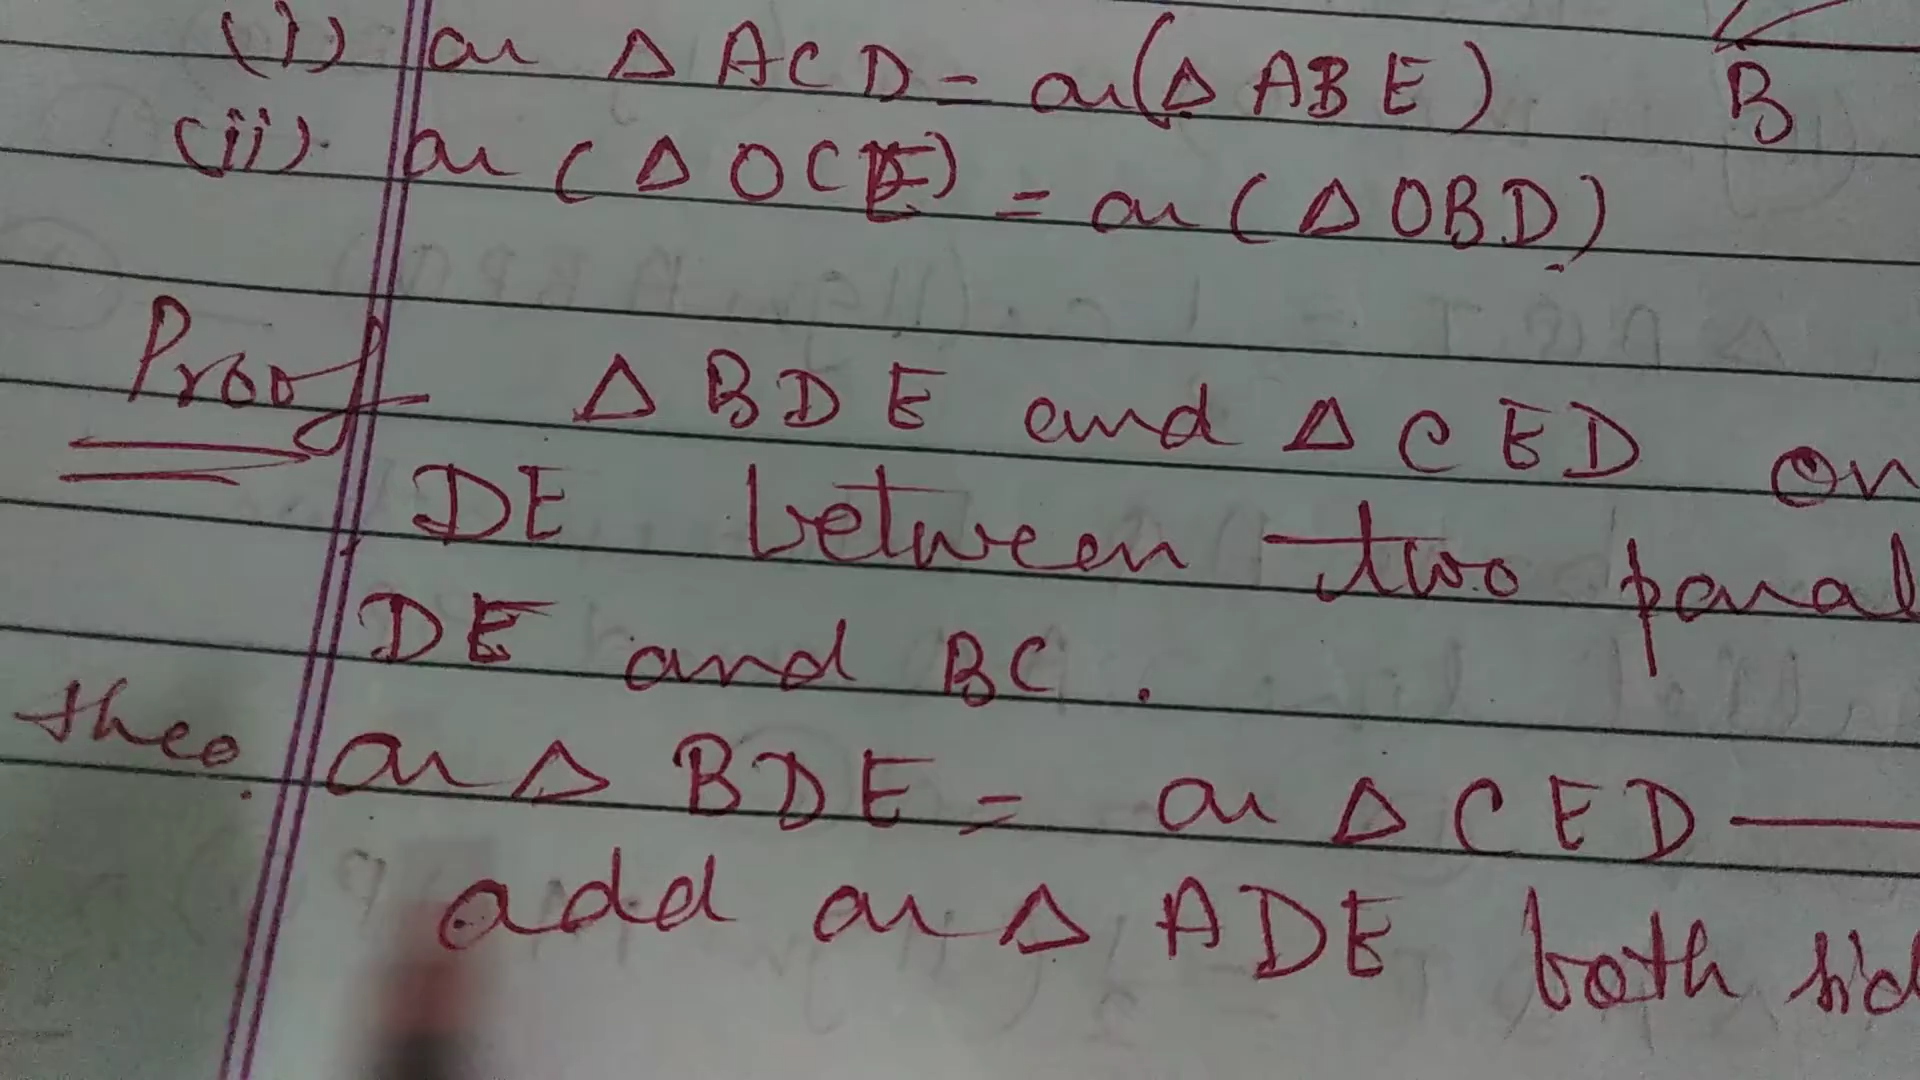 (i) ar △ ACD = ar(△ ABE)
B
(ii) ar (△ OCE) = ar (△ OBD)
Proof △ BDE and △ CED on
DE between two paral
DE and BC.
theo. ar △ BDE = ar △ CED —
add ar △ ADE both sid